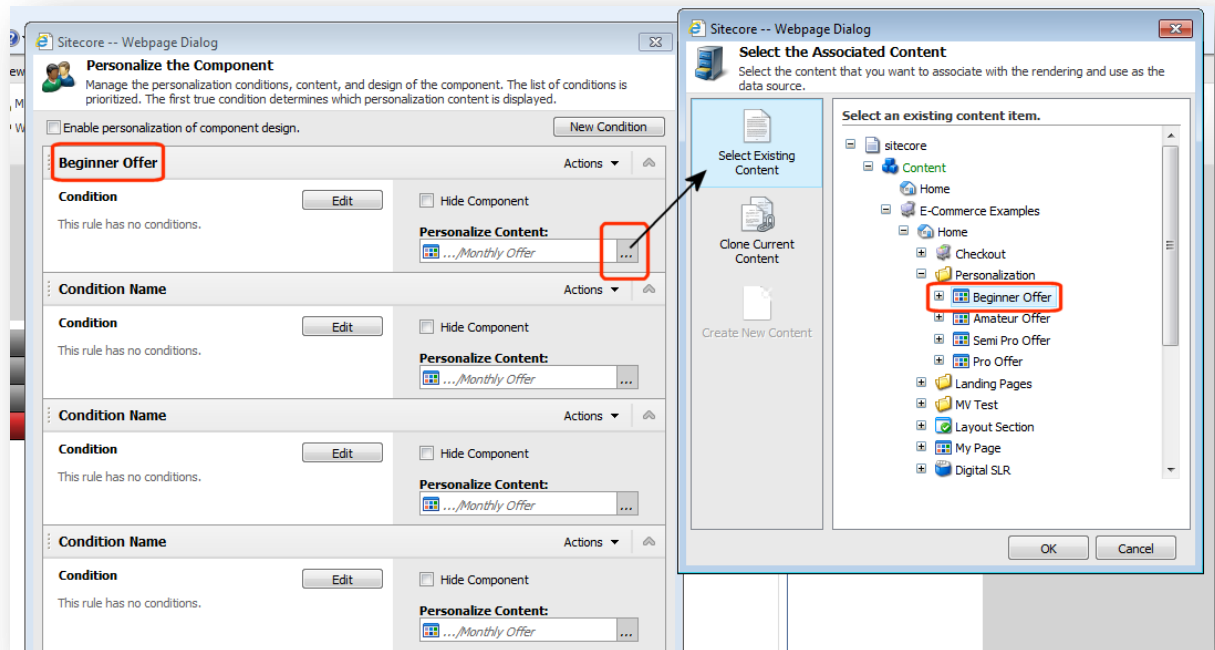 Sitecore -- Webpage Dialog
Personalize the Component
Manage the personalization conditions, content, and design of the component. The list of conditions is
prioritized. The first true condition determines which personalization content is displayed.
Enable personalization of component design.
New Condition
Beginner Offer
Actions
Condition
Edit
Hide Component
This rule has no conditions.
Personalize Content:
.../Monthly Offer
...
Condition Name
Actions
Condition
Edit
Hide Component
This rule has no conditions.
Personalize Content:
.../Monthly Offer
...
Condition Name
Actions
Condition
Edit
Hide Component
This rule has no conditions.
Personalize Content:
.../Monthly Offer
...
Condition Name
Actions
Condition
Edit
Hide Component
This rule has no conditions.
Personalize Content:
.../Monthly Offer
...
Sitecore -- Webpage Dialog
Select the Associated Content
Select the content that you want to associate with the rendering and use as the
data source.
Select Existing
Content
Clone Current
Content
Create New Content
Select an existing content item.
sitecore
Content
Home
E-Commerce Examples
Home
Checkout
Personalization
Beginner Offer
Amateur Offer
Semi Pro Offer
Pro Offer
Landing Pages
MV Test
Layout Section
My Page
Digital SLR
OK
Cancel